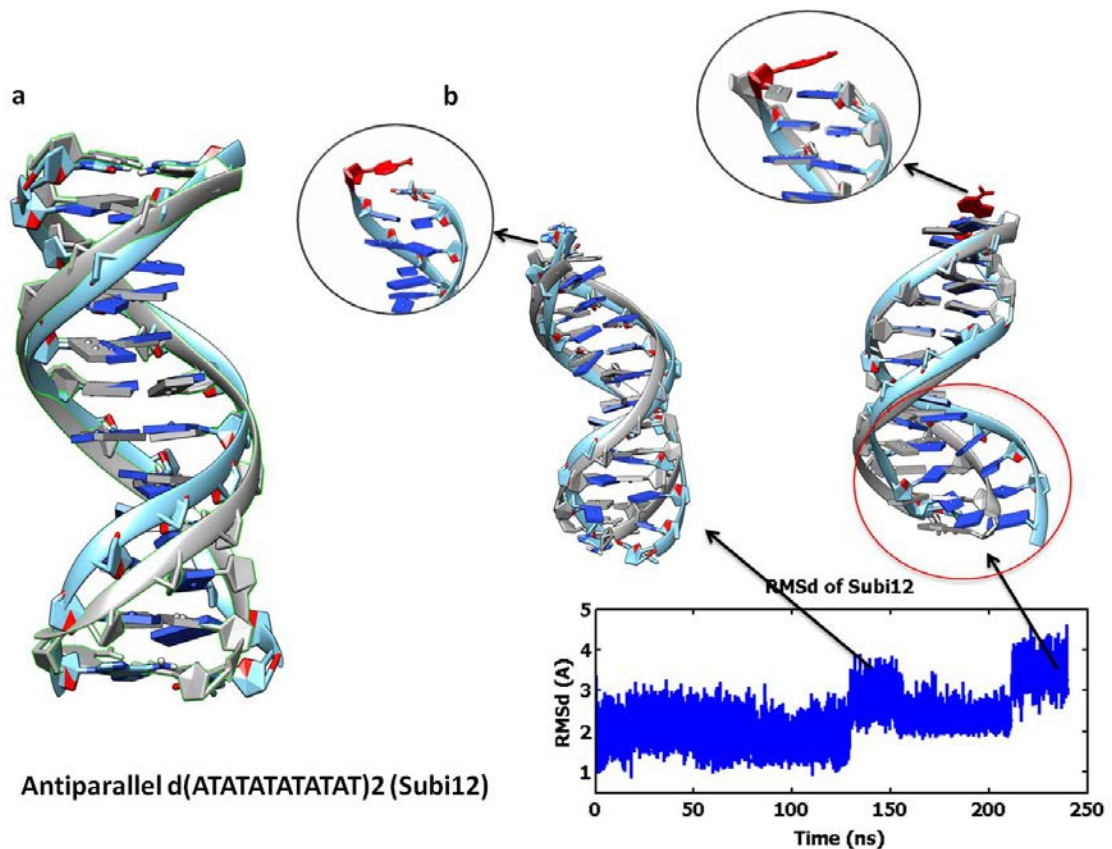 a
b
Antiparallel d(ATATATATATAT)2 (Subi12)
RMSd of Subi12
RMSd (A)
5
4
3
2
1
0
50
100
150
200
250
Time (ns)